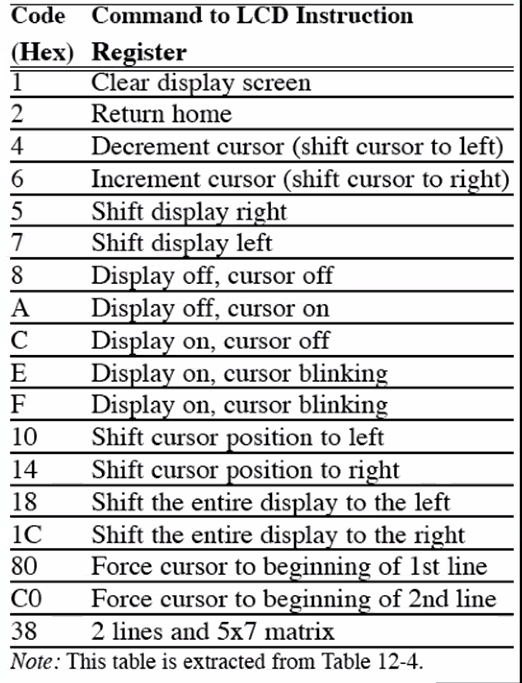 Code Command to LCD Instruction
(Hex) Register
1 Clear display screen
2 Return home
4 Decrement cursor (shift cursor to left)
6 Increment cursor (shift cursor to right)
5 Shift display right
7 Shift display left
8 Display off, cursor off
A Display off, cursor on
C Display on, cursor off
E Display on, cursor blinking
F Display on, cursor blinking
10 Shift cursor position to left
14 Shift cursor position to right
18 Shift the entire display to the left
1C Shift the entire display to the right
80 Force cursor to beginning of 1st line
C0 Force cursor to beginning of 2nd line
38 2 lines and 5x7 matrix
Note: This table is extracted from Table 12-4.